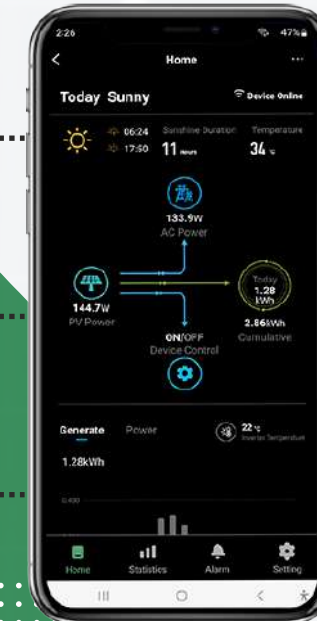 2:26 47%
Home
Today Sunny Device Online
06:24 Sunshine Duration Temperature
17:50 11 Hours 34 °C
133.9W
AC Power
Today
1.28
kWh
144.7W 2.86kWh
PV Power Cumulative
ON/OFF
Device Control
Generate Power 22 °C
Inverter Temperature
1.28kWh
0.400
Home Statistics Alarm Setting